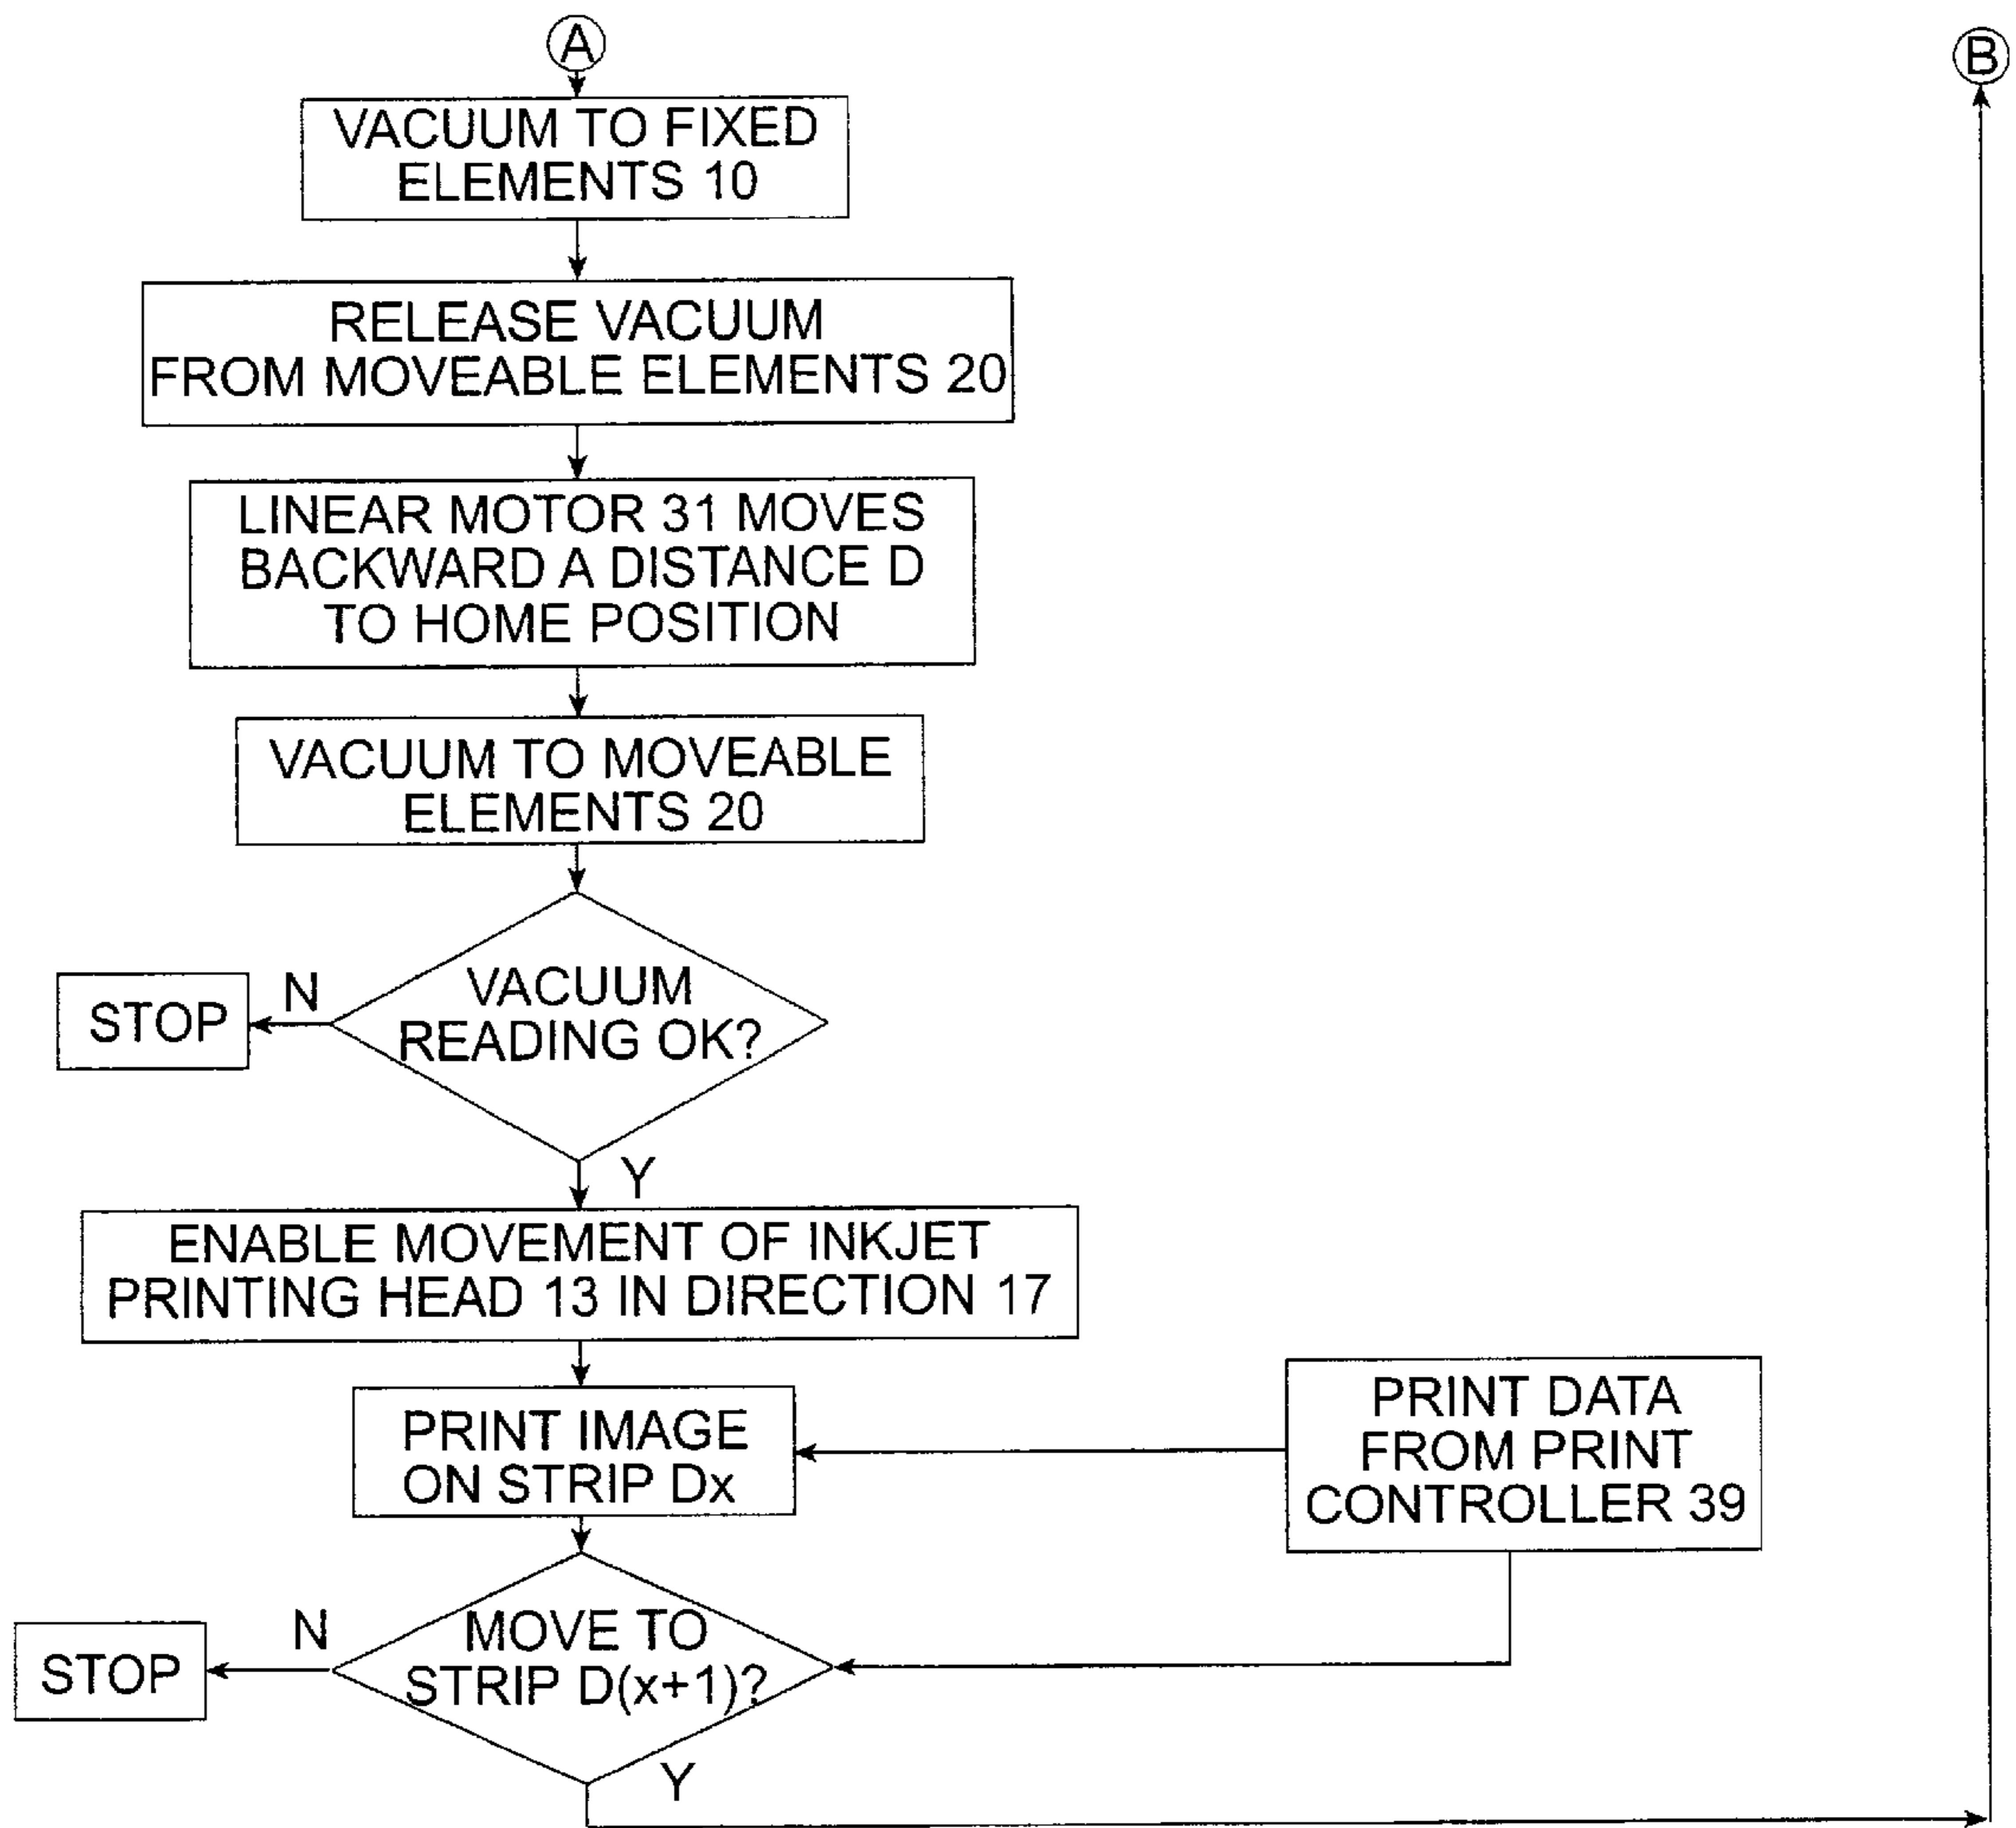 A
B
VACUUM TO FIXED
ELEMENTS 10
RELEASE VACUUM
FROM MOVEABLE ELEMENTS 20
LINEAR MOTOR 31 MOVES
BACKWARD A DISTANCE D
TO HOME POSITION
VACUUM TO MOVEABLE
ELEMENTS 20
VACUUM
READING OK?
N
STOP
Y
ENABLE MOVEMENT OF INKJET
PRINTING HEAD 13 IN DIRECTION 17
PRINT IMAGE
ON STRIP Dx
PRINT DATA
FROM PRINT
CONTROLLER 39
MOVE TO
STRIP D(x+1)?
N
STOP
Y